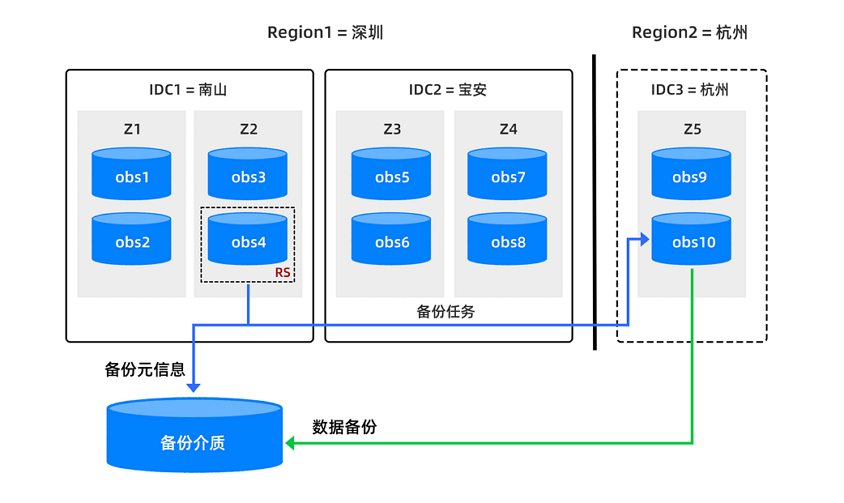 Region1 = 深圳
Region2 = 杭州
IDC1 = 南山
IDC2 = 宝安
IDC3 = 杭州
Z1
Z2
Z3
Z4
Z5
obs1
obs3
obs5
obs7
obs9
obs2
obs4
obs6
obs8
obs10
RS
备份任务
备份元信息
数据备份
备份介质